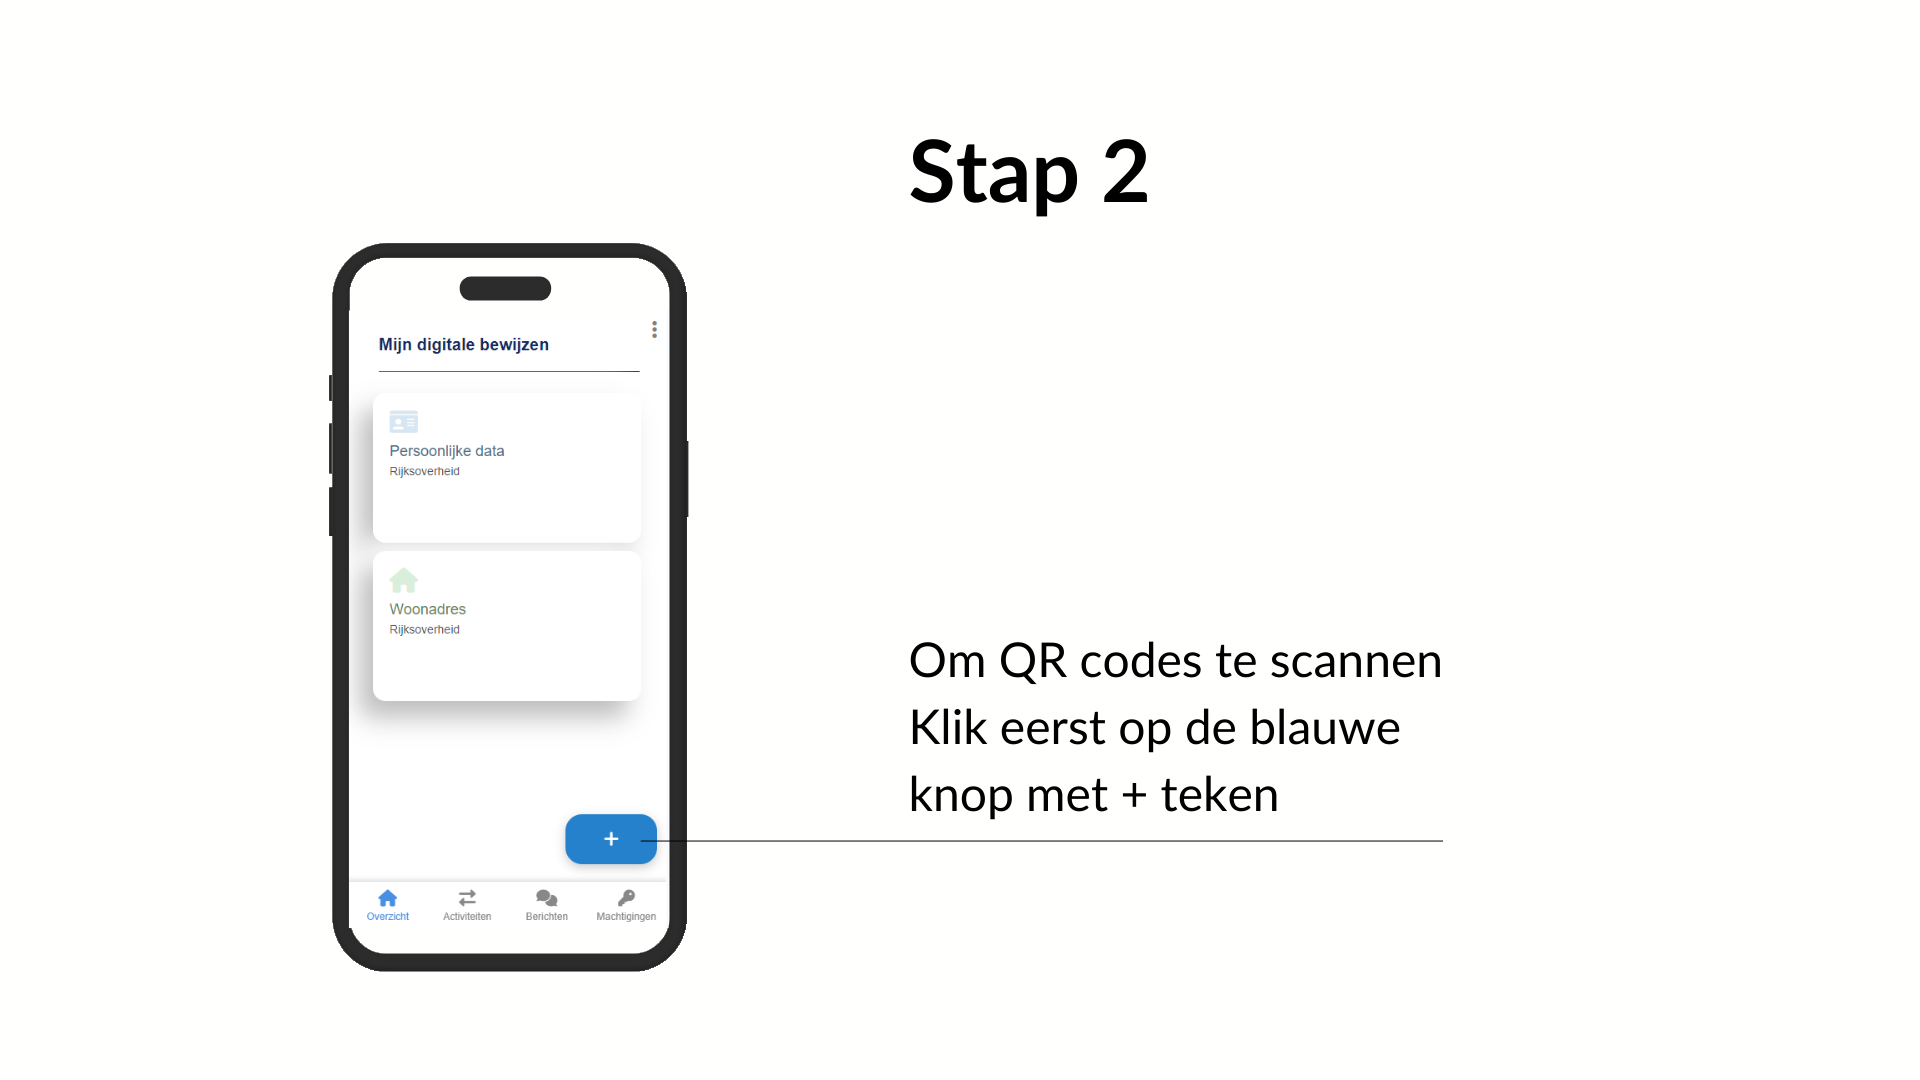 Stap 2
Mijn digitale bewijzen
Persoonlijke data
Rijksoverheid
Woonadres
Rijksoverheid
+
Overzicht
Activiteiten
Berichten
Machtigingen
Om QR codes te scannen
Klik eerst op de blauwe
knop met + teken